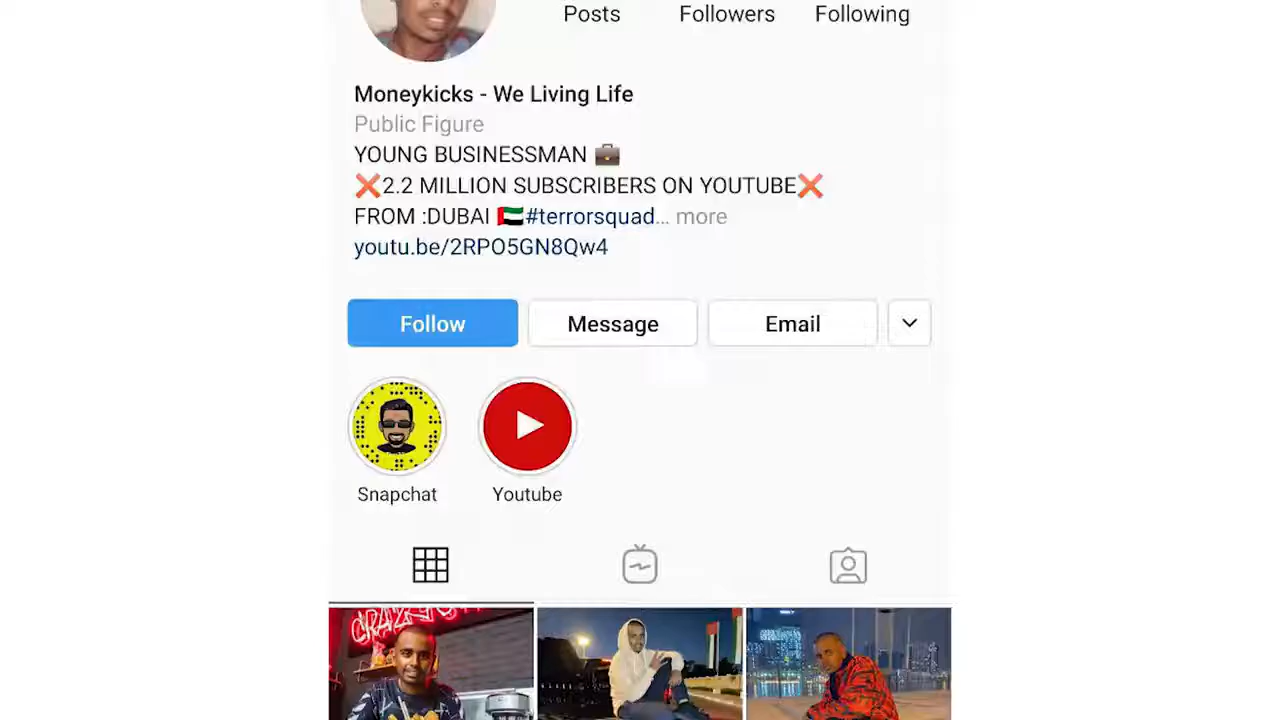 Posts Followers Following
Moneykicks - We Living Life
Public Figure
YOUNG BUSINESSMAN 💼
❌2.2 MILLION SUBSCRIBERS ON YOUTUBE❌
FROM :DUBAI 🇦🇪#terrorsquad... more
youtu.be/2RPO5GN8Qw4
Follow Message Email
Snapchat Youtube